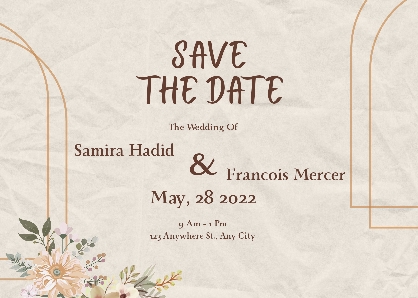 SAVE
THE DATE
The Wedding Of
Samira Hadid
&
Francois Mercer
May, 28 2022
9 Am - 1 Pm
123 Anywhere St., Any City